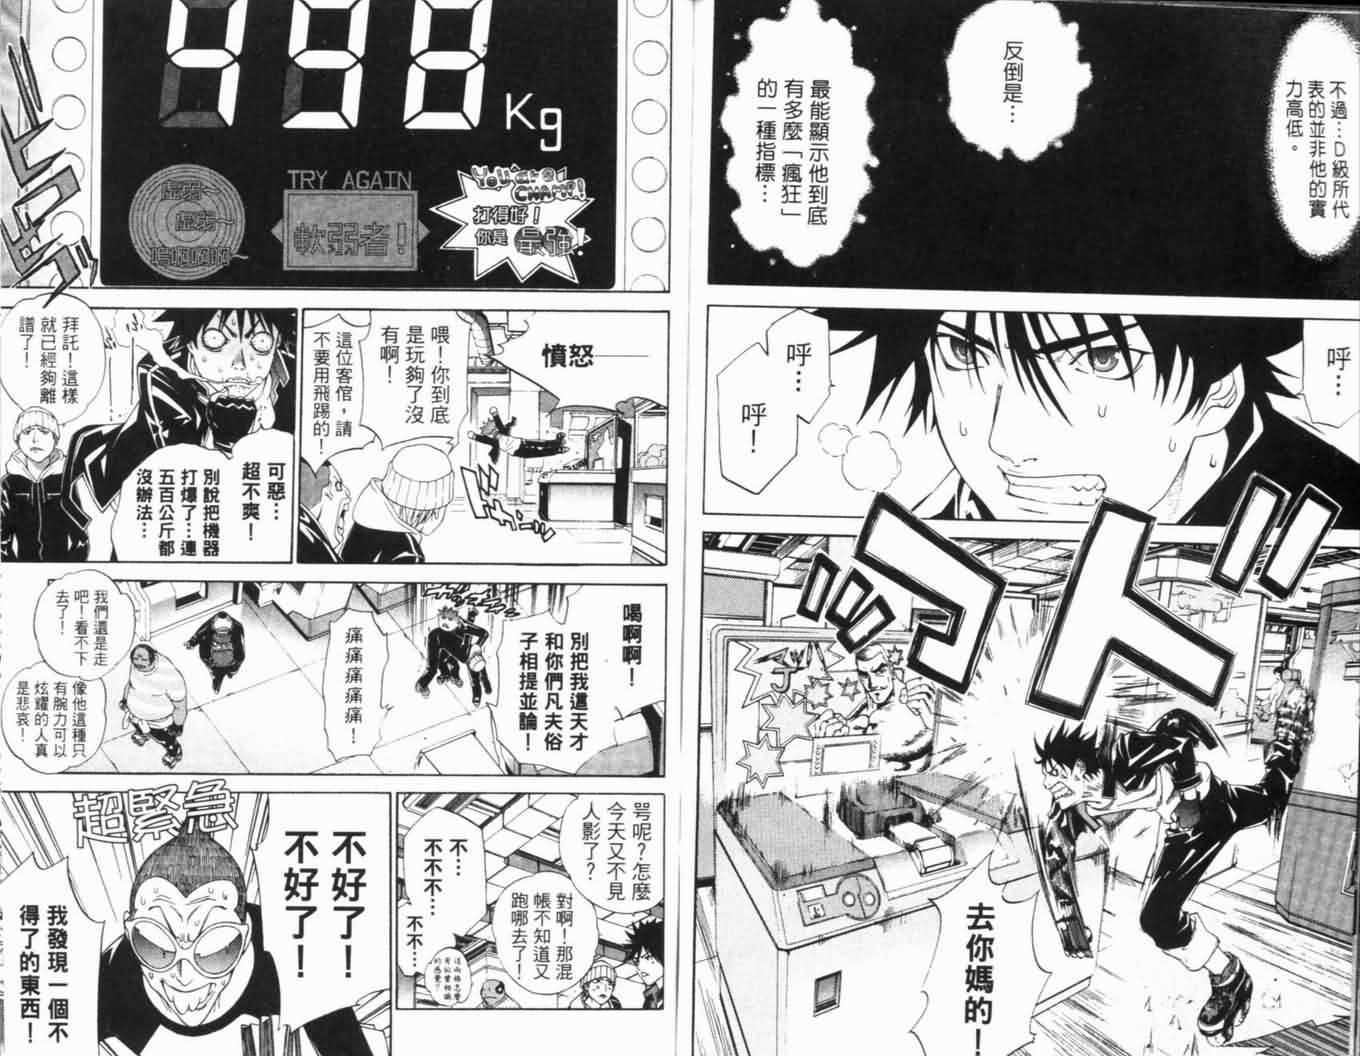 不過…D級所代
表的並非他的實
力高低。
反倒是…
最能顯示他到底
有多麼「瘋狂」
的一種指標…
呼…
呼…
呼！
去你媽的！
498
Kg
TRY AGAIN
軟弱者！
虛弱～
虛弱～
You are a
CHAMP!
打得好！
你是最強！
憤怒——
喂！你到底
是玩夠了沒
有啊！
這位客倌，請
不要用飛踢的！
可惡…
超不爽！
別說把機器
打爆了…連
五百公斤都
沒辦法…
拜託！這樣
就已經夠離
譜了！
喝啊啊！
別把我這天才
和你們凡夫俗
子相提並論！
痛痛痛痛痛！
我們還是走
吧！看不下
去了！
像他這種只
有腕力可以
炫耀的人真
是悲哀！
咢呢？怎麼
今天又不見
人影了？
對啊！那混
帳不知道又
跑哪去了！
不…
不不不…
不不…
超緊急
不好了！
不好了！
我發現一個不
得了的東西！